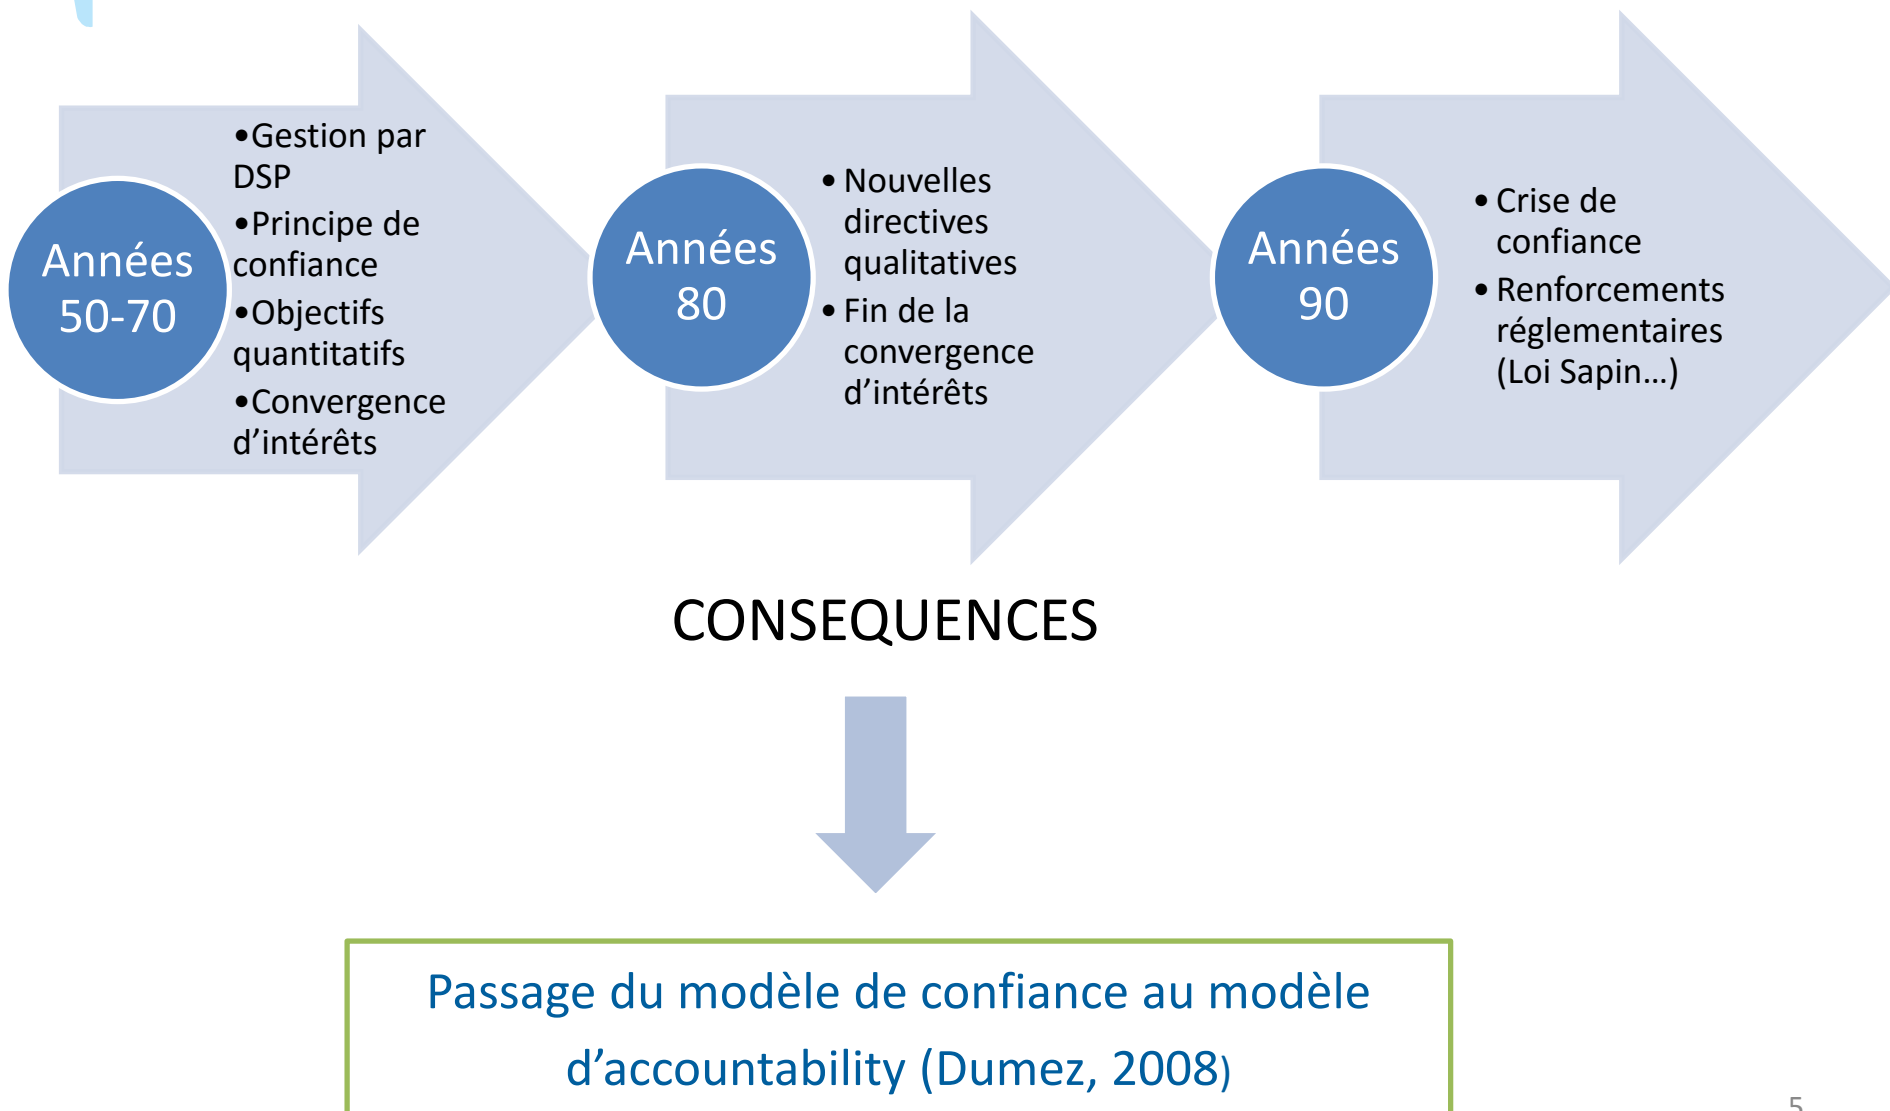 Années
50-70
•Gestion par
DSP
•Principe de
confiance
•Objectifs
quantitatifs
•Convergence
d’intérêts
Années
80
• Nouvelles
directives
qualitatives
• Fin de la
convergence
d’intérêts
Années
90
• Crise de
confiance
• Renforcements
réglementaires
(Loi Sapin…)
CONSEQUENCES
Passage du modèle de confiance au modèle
d’accountability (Dumez, 2008)
5